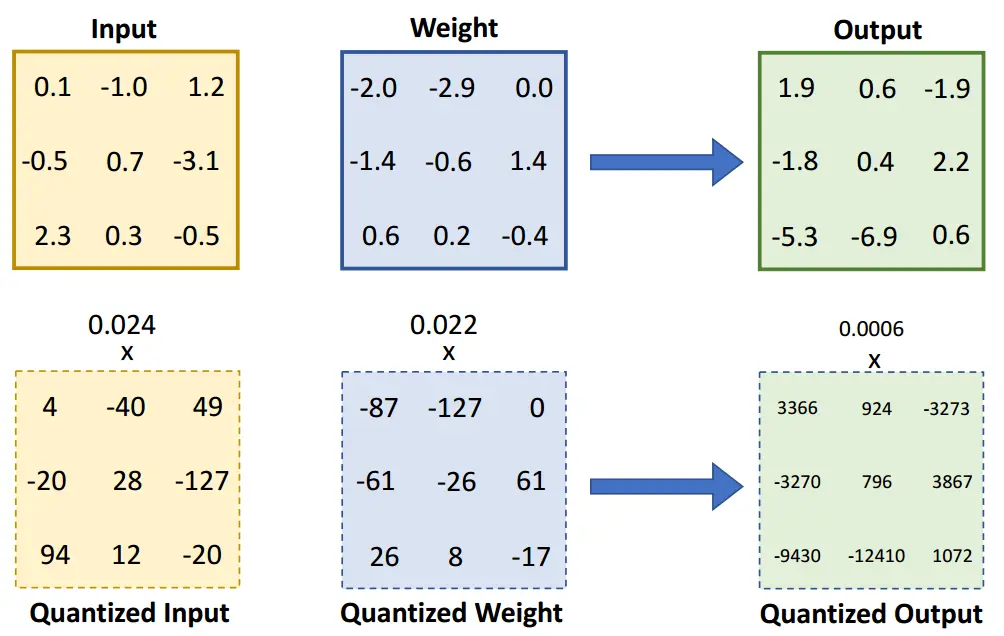 Input Weight Output
0.1 -1.0 1.2 -2.0 -2.9 0.0 1.9 0.6 -1.9
-0.5 0.7 -3.1 -1.4 -0.6 1.4 -1.8 0.4 2.2
2.3 0.3 -0.5 0.6 0.2 -0.4 -5.3 -6.9 0.6
0.024 0.022 0.0006
x x x
4 -40 49 -87 -127 0 3366 924 -3273
-20 28 -127 -61 -26 61 -3270 796 3867
94 12 -20 26 8 -17 -9430 -12410 1072
Quantized Input Quantized Weight Quantized Output